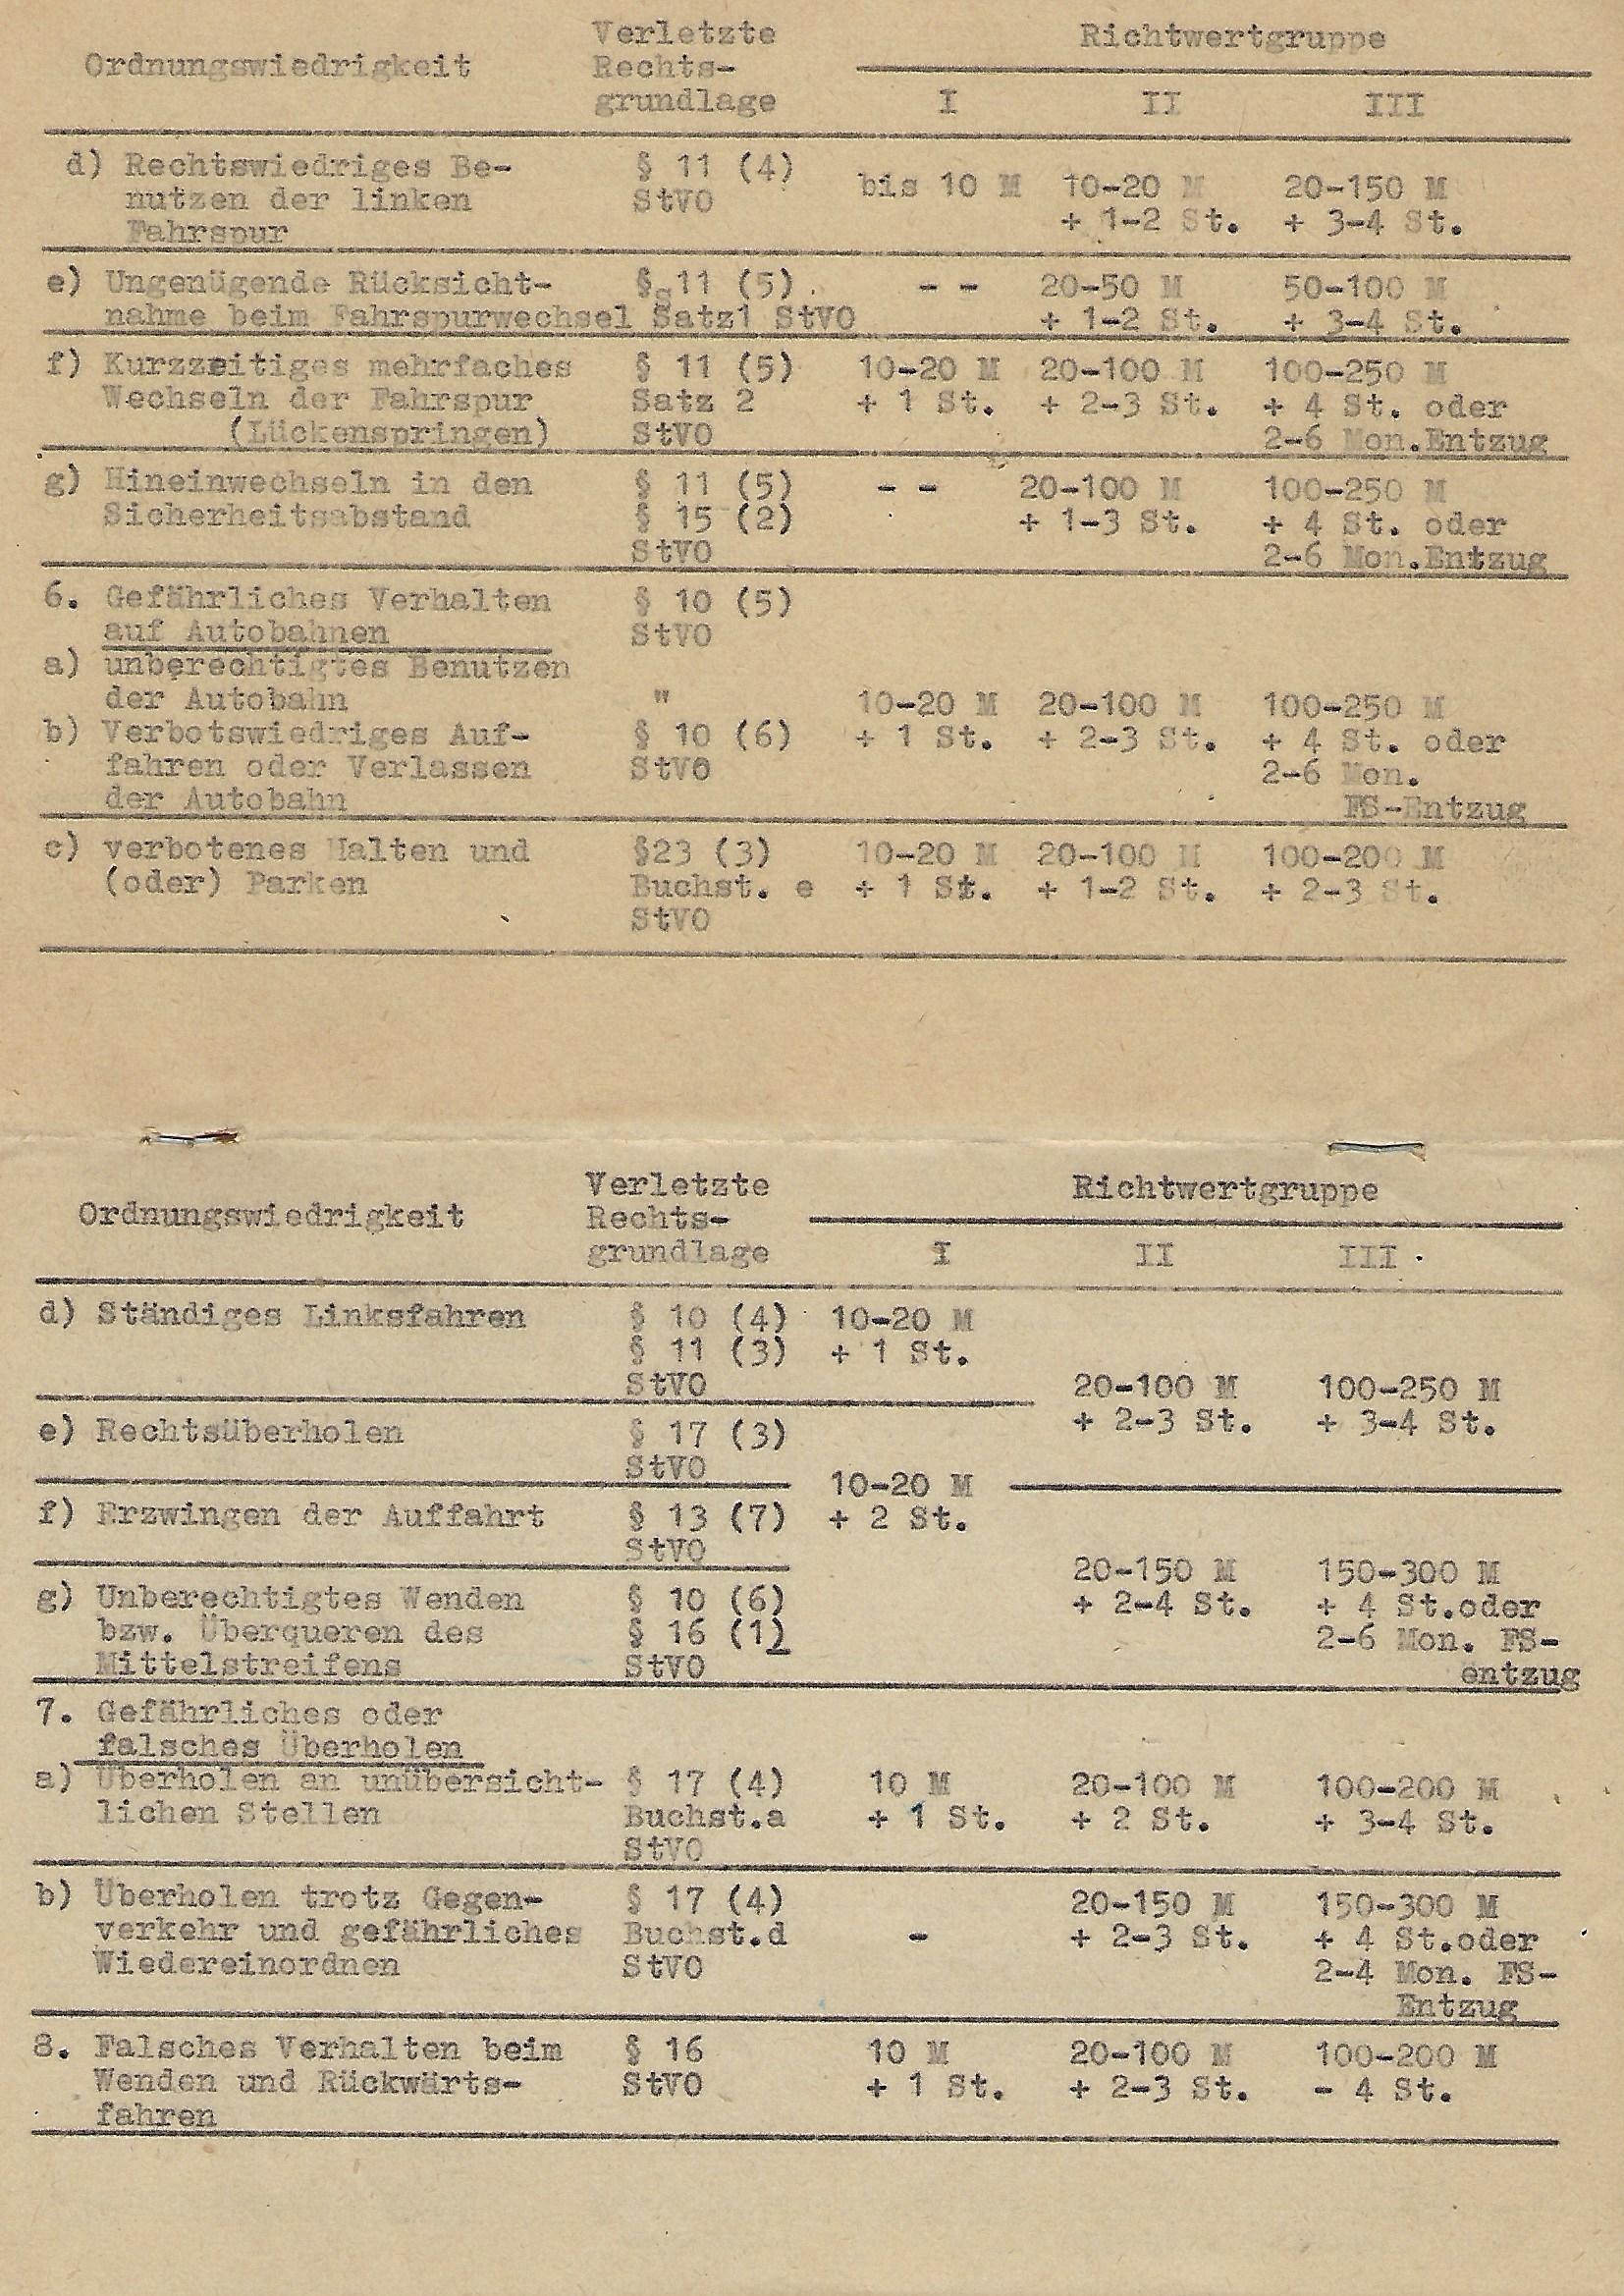 Verletzte Richtwertgruppe
Ordnungswiedrigkeit Rechts-
grundlage I II III
d) Rechtswiedriges Be- § 11 (4)
bis 10 M 10-20 M 20-150 M
nutzen der linken StVO
+ 1-2 St. + 3-4 St.
Fahrspur
e) Ungenügende Rücksicht- § 11 (5) - - 20-50 M 50-100 M
nahme beim Fahrspurwechsel Satz1 StVO + 1-2 St. + 3-4 St.
f) Kurzzeitiges mehrfaches § 11 (5) 10-20 M 20-100 M 100-250 M
Wechseln der Fahrspur Satz 2 + 1 St. + 2-3 St. + 4 St. oder
(Lückenspringen) StVO 2-6 Mon.Entzug
g) Hineinwechseln in den § 11 (5) - - 20-100 M 100-250 M
Sicherheitsabstand § 15 (2) + 1-3 St. + 4 St. oder
StVO 2-6 Mon.Entzug
6. Gefährliches Verhalten § 10 (5)
auf Autobahnen StVO
a) unberechtigtes Benutzen
der Autobahn " 10-20 M 20-100 M 100-250 M
b) Verbotswiedriges Auf- § 10 (6) + 1 St. + 2-3 St. + 4 St. oder
fahren oder Verlassen StVO 2-6 Mon.
der Autobahn FS-Entzug
c) verbotenes Halten und §23 (3) 10-20 M 20-100 M 100-200 M
(oder) Parken Buchst. e + 1 St. + 1-2 St. + 2-3 St.
StVO
Verletzte Richtwertgruppe
Ordnungswiedrigkeit Rechts-
grundlage I II III
d) Ständiges Linksfahren § 10 (4) 10-20 M
§ 11 (3) + 1 St.
StVO 20-100 M 100-250 M
+ 2-3 St. + 3-4 St.
e) Rechtsüberholen § 17 (3)
StVO
10-20 M
f) Erzwingen der Auffahrt § 13 (7) + 2 St.
StVO
20-150 M 150-300 M
g) Unberechtigtes Wenden § 10 (6) + 2-4 St. + 4 St.oder
bzw. Überqueren des § 16 (1) 2-6 Mon. FS-
Mittelstreifens StVO entzug
7. Gefährliches oder
falsches Überholen
a) Überholen an unübersicht- § 17 (4) 10 M 20-100 M 100-200 M
lichen Stellen Buchst.a + 1 St. + 2 St. + 3-4 St.
StVO
b) Überholen trotz Gegen- § 17 (4) 20-150 M 150-300 M
verkehr und gefährliches Buchst.d - + 2-3 St. + 4 St.oder
Wiedereinordnen StVO 2-4 Mon. FS-
Entzug
8. Falsches Verhalten beim § 16 10 M 20-100 M 100-200 M
Wenden und Rückwärts- StVO + 1 St. + 2-3 St. - 4 St.
fahren